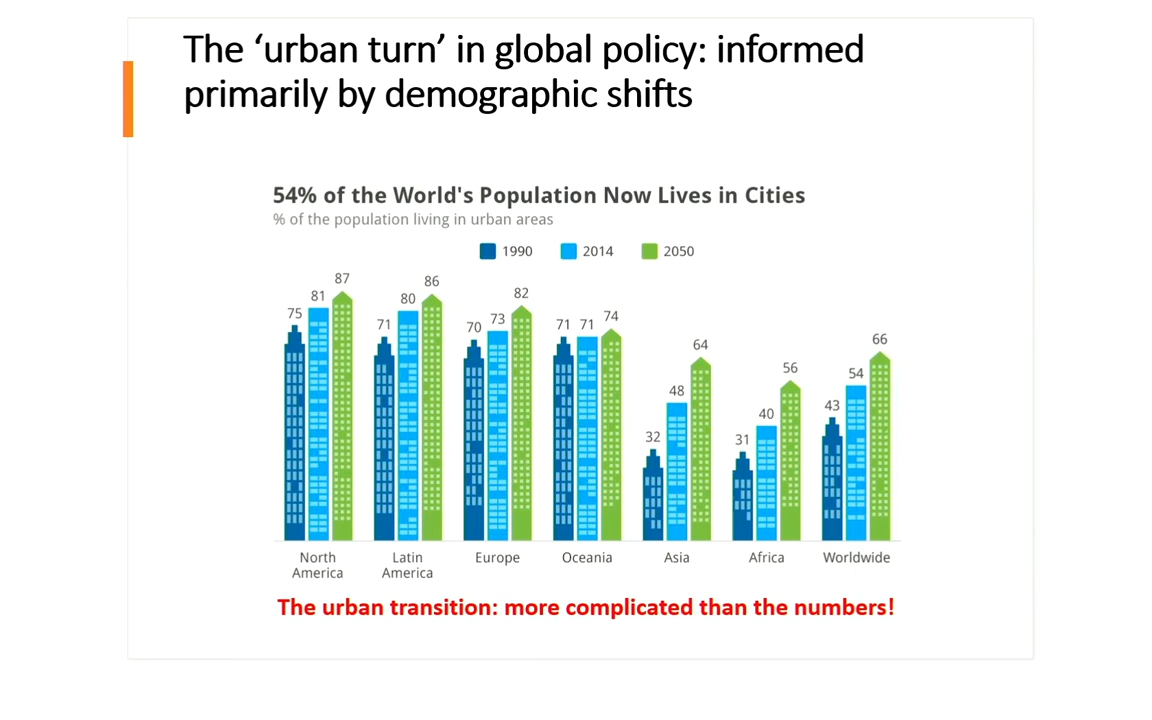 The ‘urban turn’ in global policy: informed
primarily by demographic shifts
54% of the World's Population Now Lives in Cities
% of the population living in urban areas
1990 2014 2050
75 81 87 71 80 86 70 73 82 71 71 74 32 48 64 31 40 56 43 54 66
North America Latin America Europe Oceania Asia Africa Worldwide
The urban transition: more complicated than the numbers!